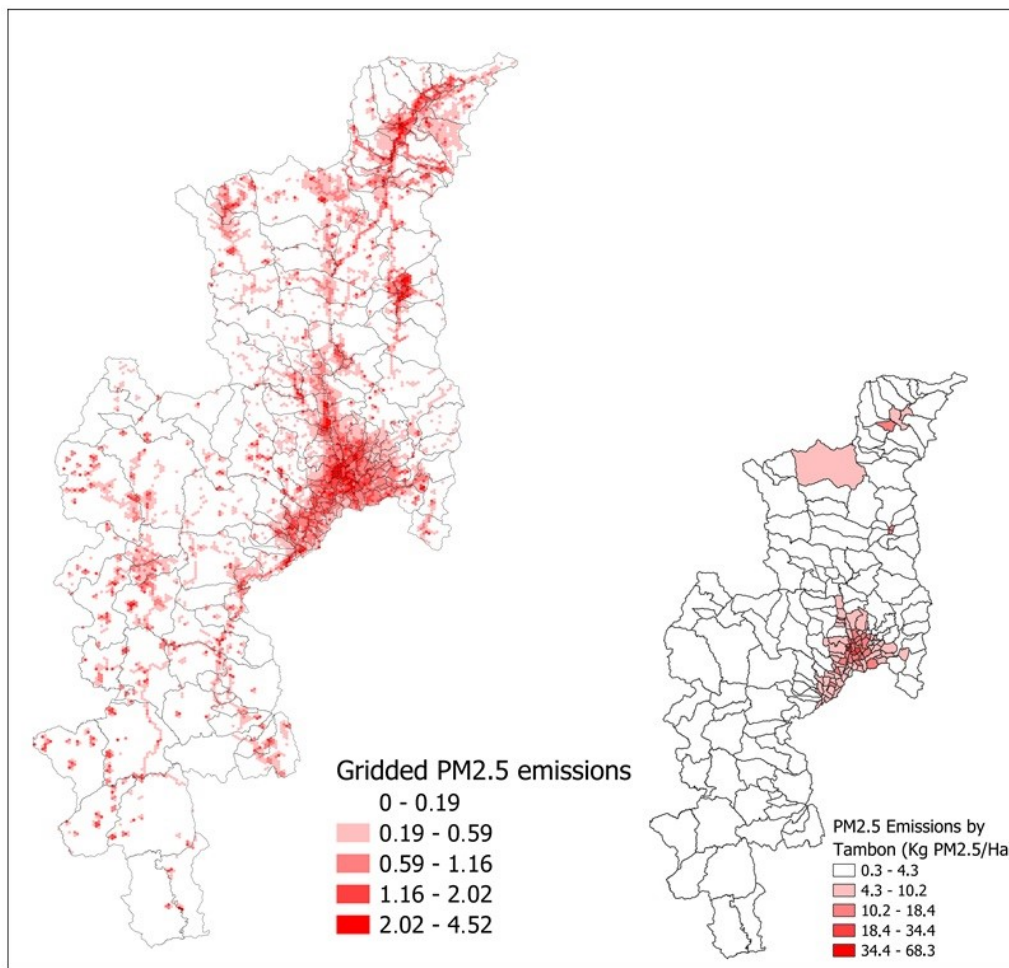 Gridded PM2.5 emissions
0 - 0.19
0.19 - 0.59
0.59 - 1.16
1.16 - 2.02
2.02 - 4.52
PM2.5 Emissions by
Tambon (Kg PM2.5/Ha
0.3 - 4.3
4.3 - 10.2
10.2 - 18.4
18.4 - 34.4
34.4 - 68.3